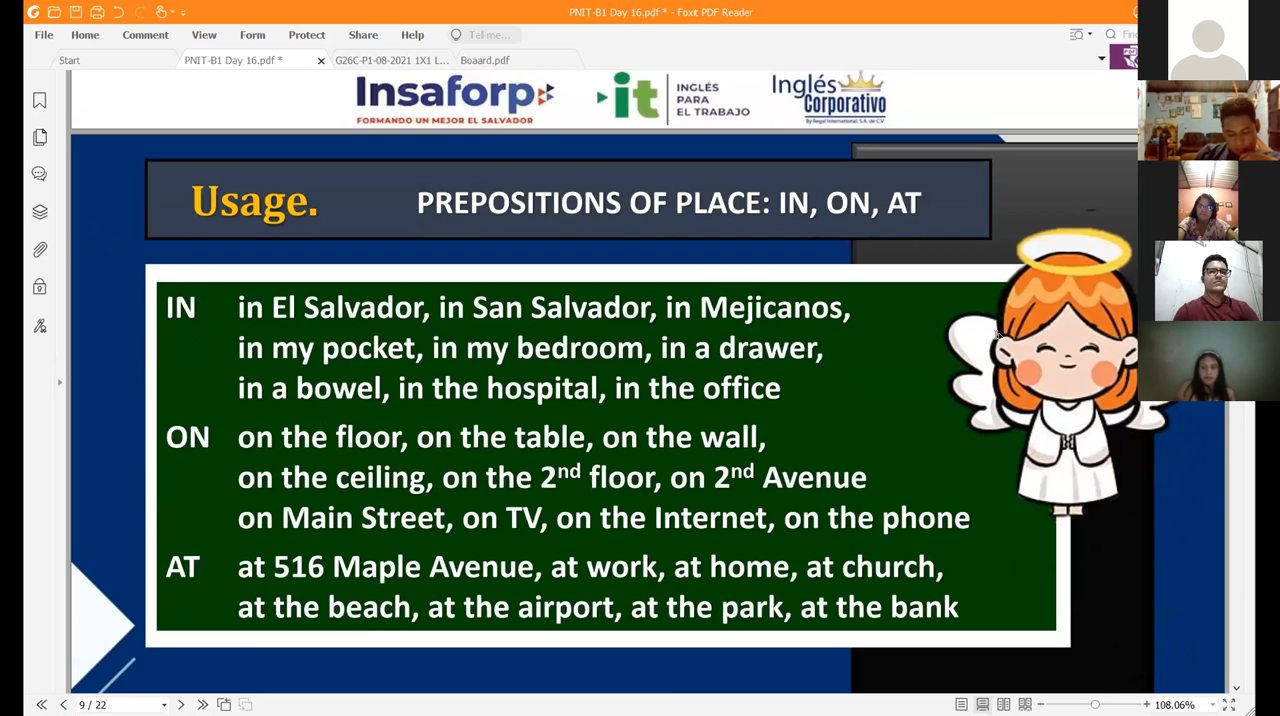 PNIT-B1 Day 16.pdf * - Foxit PDF Reader
File Home Comment View Form Protect Share Help Tell me...
Start PNIT-B1 Day 16.pdf * G26C-P1-08-2021 11S L... Boaard.pdf
Insaforp
FORMANDO UN MEJOR EL SALVADOR
it
INGLÉS
PARA
EL TRABAJO
Inglés
Corporativo
By Regal International, S.A. de C.V.
Usage. PREPOSITIONS OF PLACE: IN, ON, AT
IN in El Salvador, in San Salvador, in Mejicanos,
in my pocket, in my bedroom, in a drawer,
in a bowel, in the hospital, in the office
ON on the floor, on the table, on the wall,
on the ceiling, on the 2nd floor, on 2nd Avenue
on Main Street, on TV, on the Internet, on the phone
AT at 516 Maple Avenue, at work, at home, at church,
at the beach, at the airport, at the park, at the bank
9 / 22
108.06%